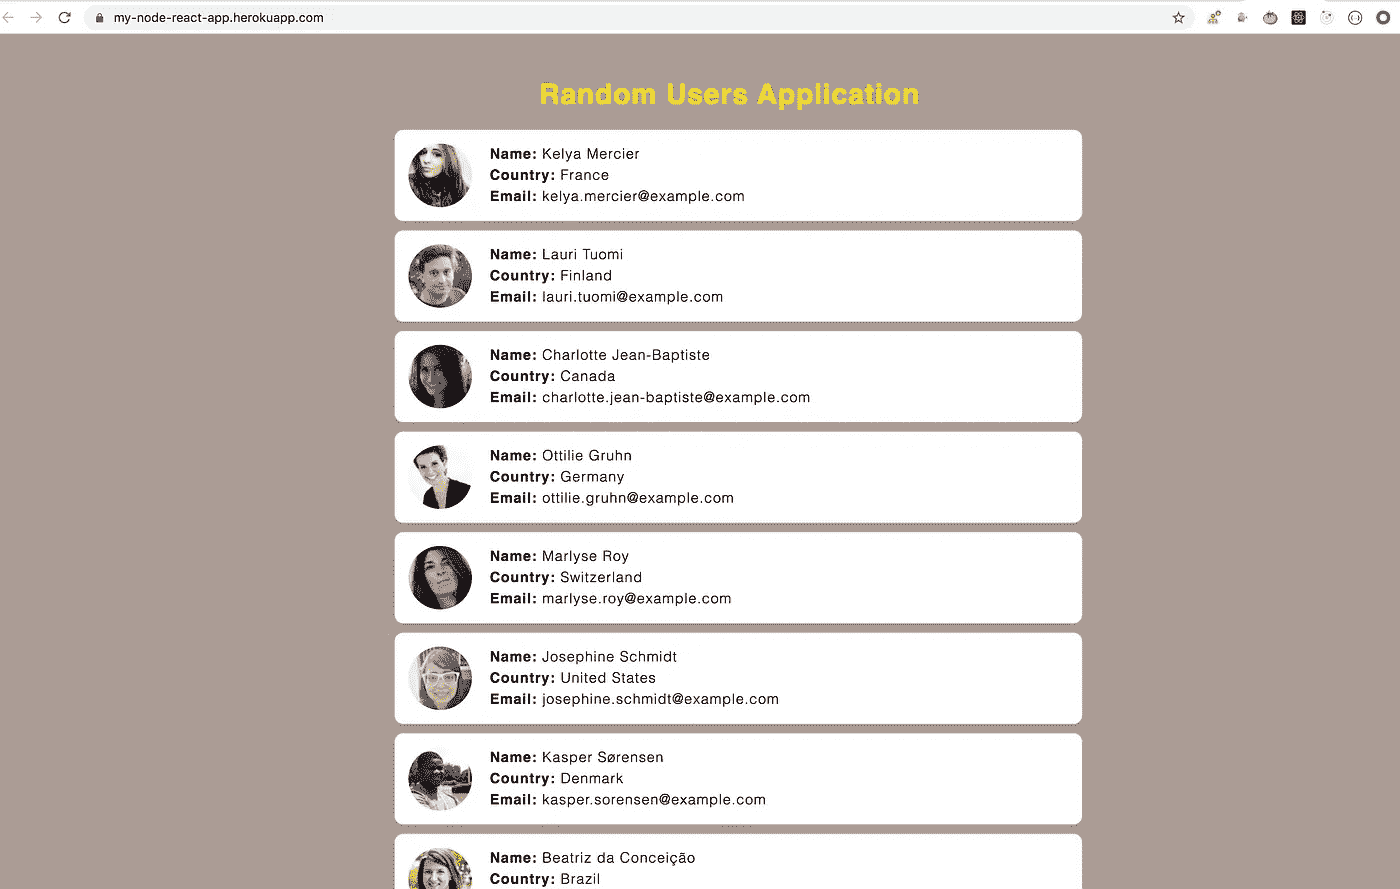 my-node-react-app.herokuapp.com
Random Users Application
Name: Kelya Mercier
Country: France
Email: kelya.mercier@example.com
Name: Lauri Tuomi
Country: Finland
Email: lauri.tuomi@example.com
Name: Charlotte Jean-Baptiste
Country: Canada
Email: charlotte.jean-baptiste@example.com
Name: Ottilie Gruhn
Country: Germany
Email: ottilie.gruhn@example.com
Name: Marlyse Roy
Country: Switzerland
Email: marlyse.roy@example.com
Name: Josephine Schmidt
Country: United States
Email: josephine.schmidt@example.com
Name: Kasper Sørensen
Country: Denmark
Email: kasper.sorensen@example.com
Name: Beatriz da Conceição
Country: Brazil